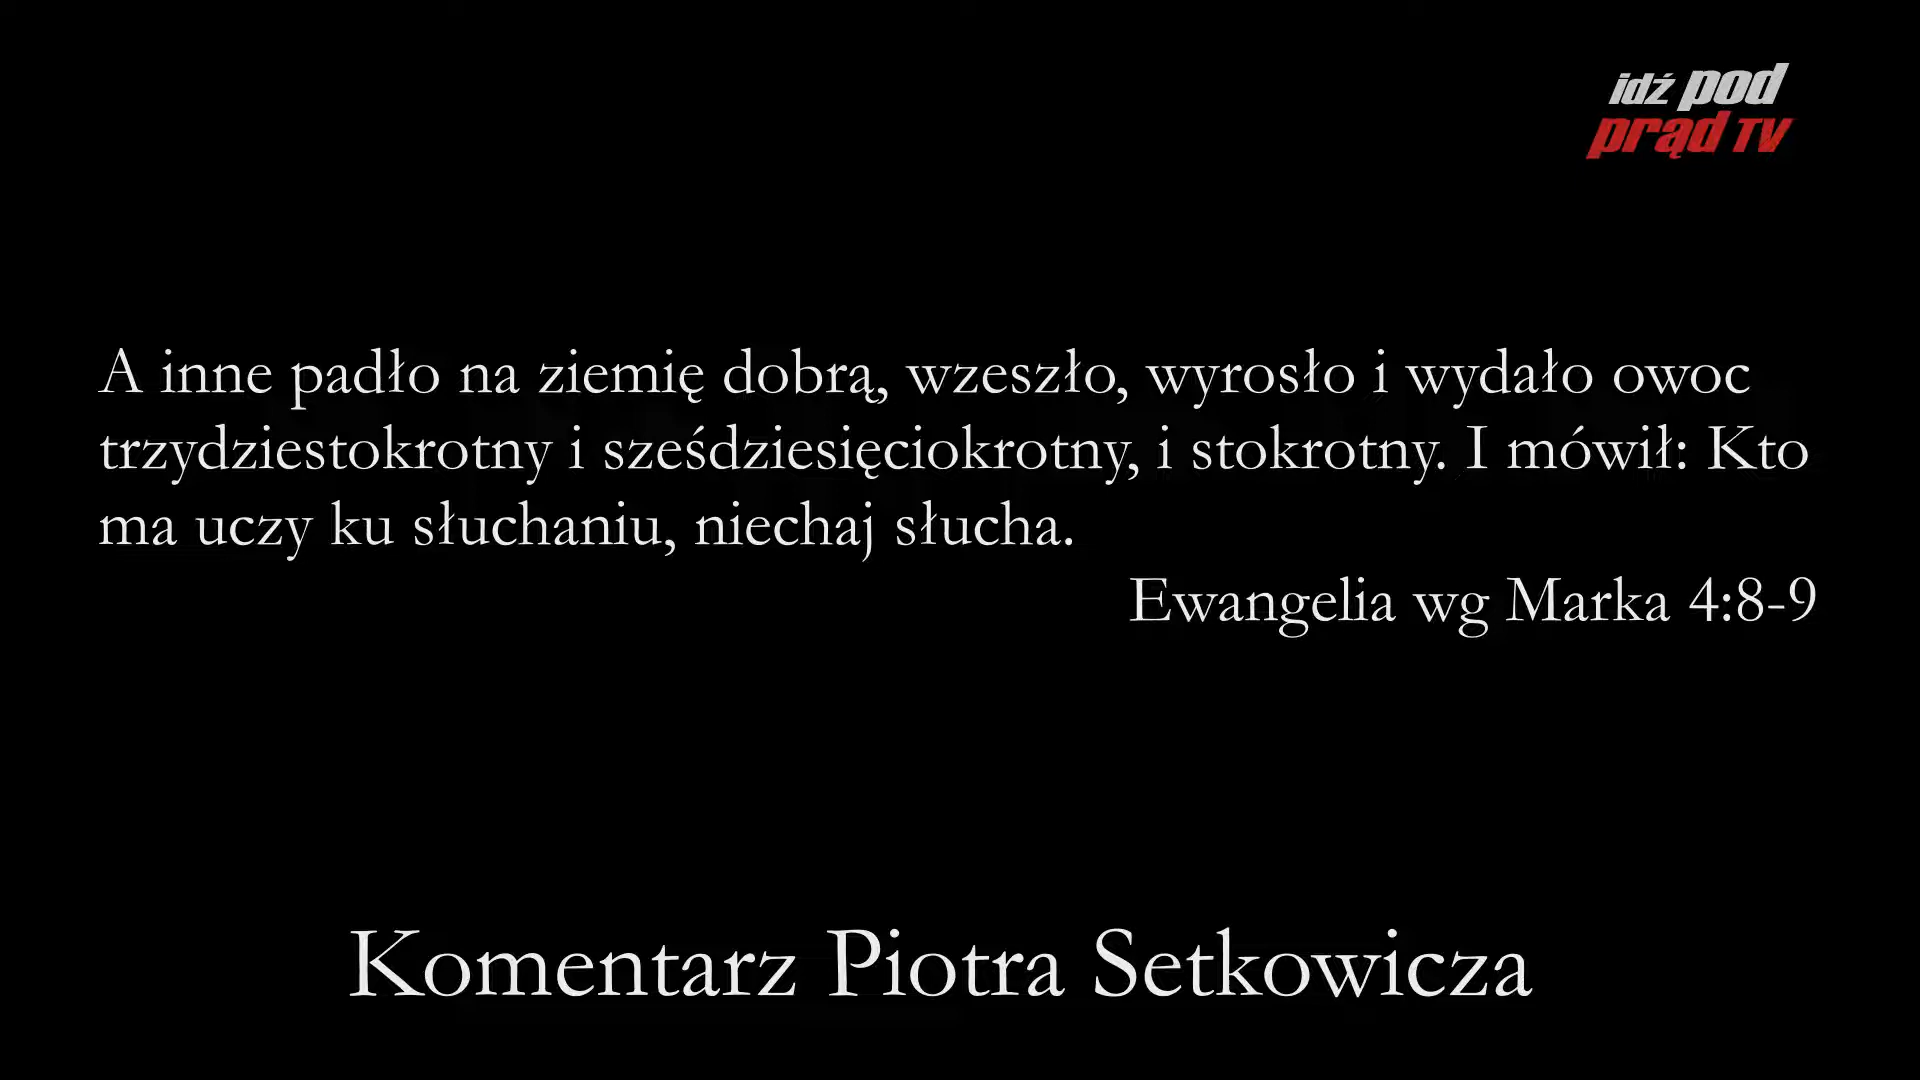 idź pod
prąd TV
A inne padło na ziemię dobrą, wzeszło, wyrosło i wydało owoc
trzydziestokrotny i sześdziesięciokrotny, i stokrotny. I mówił: Kto
ma uczy ku słuchaniu, niechaj słucha.
Ewangelia wg Marka 4:8-9
Komentarz Piotra Setkowicza